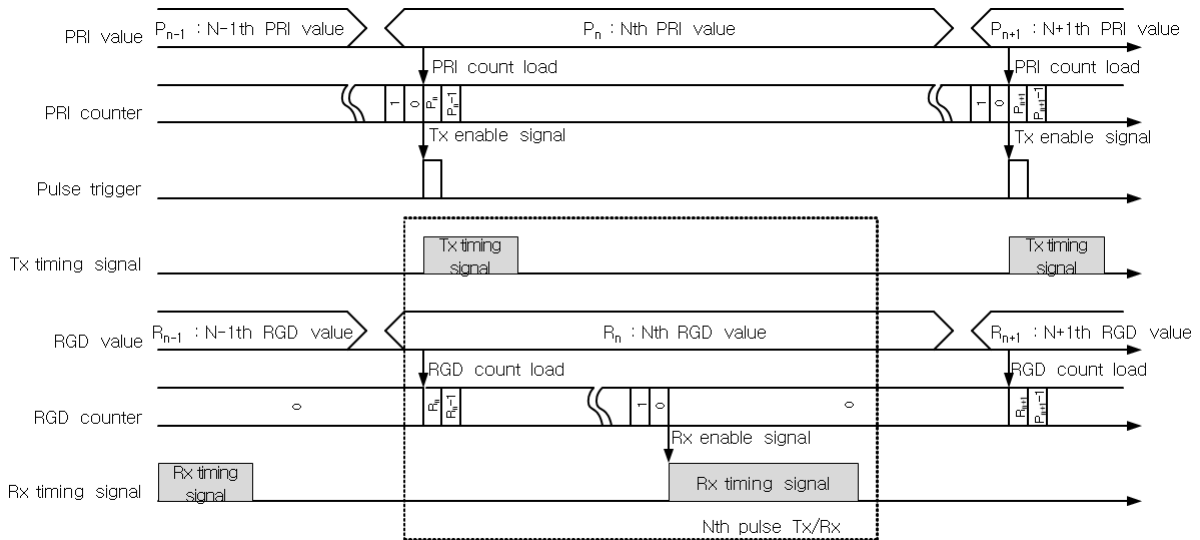 PRI value
Pn-1 : N-1th PRI value
Pn : Nth PRI value
Pn+1 : N+1th PRI value
PRI count load
PRI count load
PRI counter
1
0
Pn
Pn-1
1
0
Pn+1
Pn+1-1
Tx enable signal
Tx enable signal
Pulse trigger
Tx timing signal
Tx timing
signal
Tx timing
signal
RGD value
Rn-1 : N-1th RGD value
Rn : Nth RGD value
Rn+1 : N+1th RGD value
RGD count load
RGD count load
RGD counter
0
Rn
Rn-1
1
0
0
Rn+1
Pn+1-1
Rx enable signal
Rx timing signal
Rx timing
signal
Rx timing signal
Nth pulse Tx/Rx